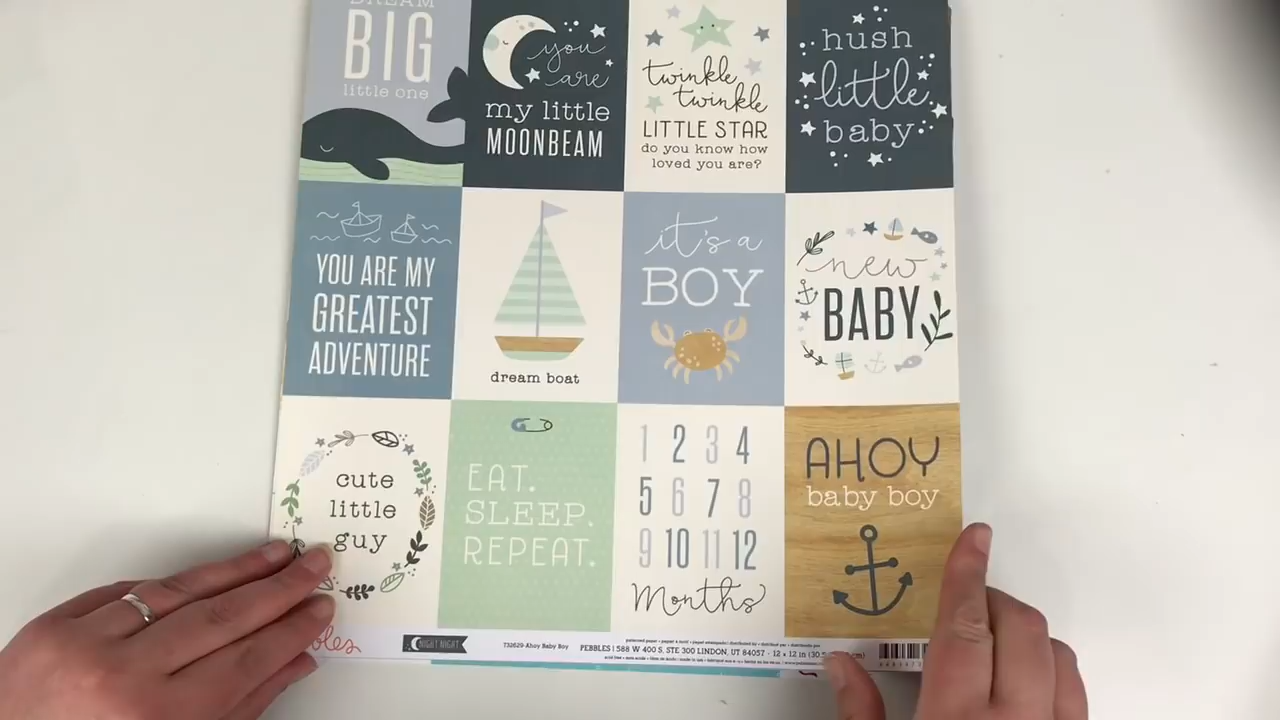 DREAM
BIG
little one
you
are
my little
MOONBEAM
twinkle
twinkle
LITTLE STAR
do you know how
loved you are?
hush
little
baby
YOU ARE MY
GREATEST
ADVENTURE
dream boat
it's a
BOY
new
BABY
cute
little
guy
EAT.
SLEEP.
REPEAT.
1 2 3 4
5 6 7 8
9 10 11 12
Months
AHOY
baby boy
NIGHT NIGHT
732629-Ahoy Baby Boy
PEBBLES | 588 W 400 S, STE 300 LINDON, UT 84057 · 12 x 12 in